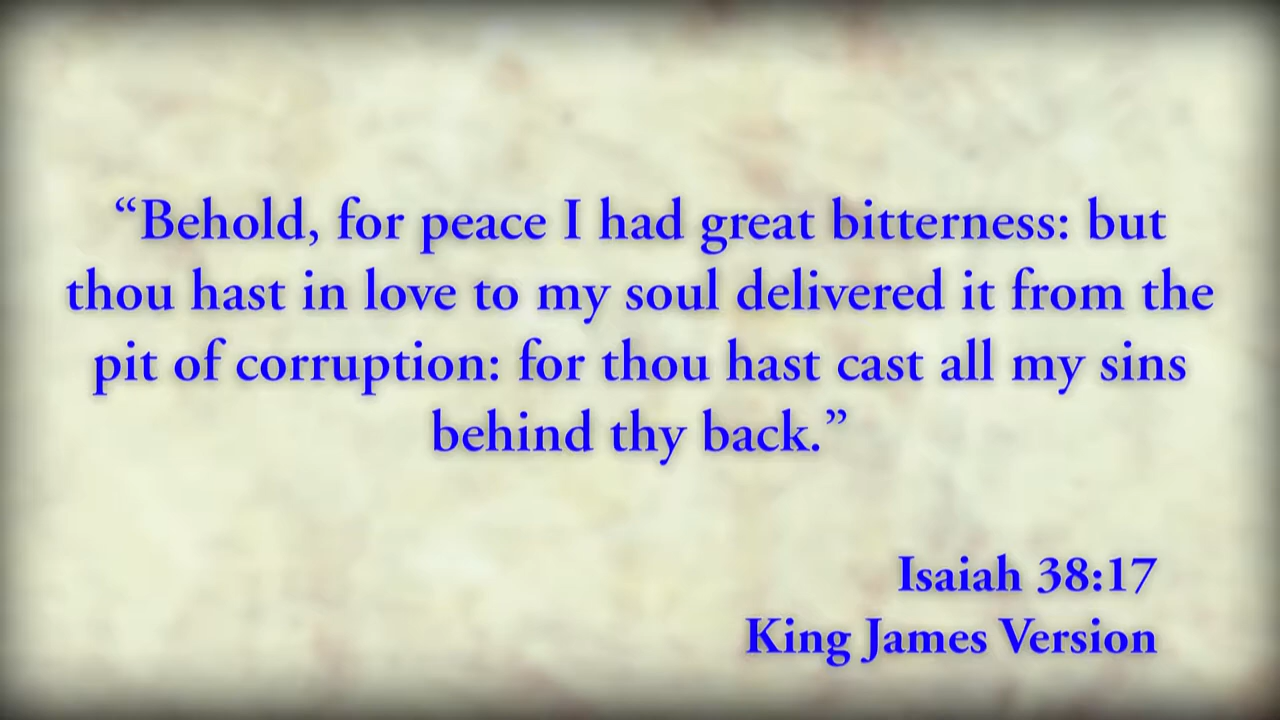 “Behold, for peace I had great bitterness: but
thou hast in love to my soul delivered it from the
pit of corruption: for thou hast cast all my sins
behind thy back.”
Isaiah 38:17
King James Version